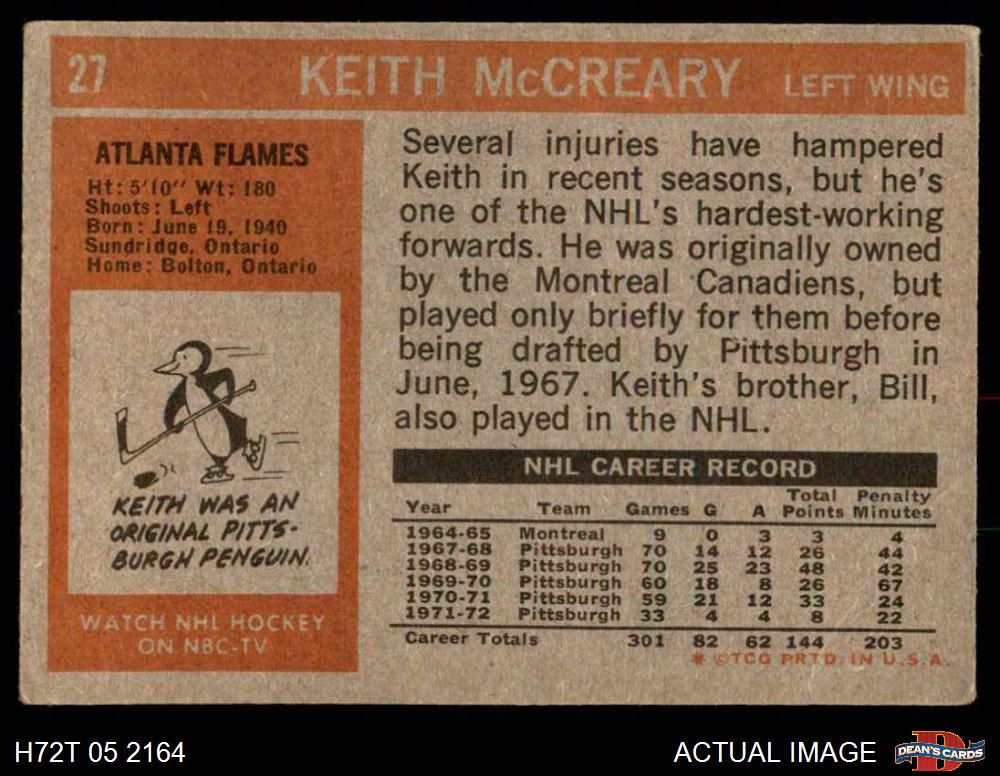 27 KEITH McCREARY LEFT WING
ATLANTA FLAMES
Ht: 5'10" Wt: 180
Shoots: Left
Born: June 19, 1940
Sundridge, Ontario
Home: Bolton, Ontario
KEITH WAS AN
ORIGINAL PITTS-
BURGH PENGUIN.
WATCH NHL HOCKEY
ON NBC-TV
Several injuries have hampered
Keith in recent seasons, but he's
one of the NHL's hardest-working
forwards. He was originally owned
by the Montreal Canadiens, but
played only briefly for them before
being drafted by Pittsburgh in
June, 1967. Keith's brother, Bill,
also played in the NHL.
NHL CAREER RECORD
Total Penalty
Year Team Games G A Points Minutes
1964-65 Montreal 9 0 3 3 4
1967-68 Pittsburgh 70 14 12 26 44
1968-69 Pittsburgh 70 25 23 48 42
1969-70 Pittsburgh 60 18 8 26 67
1970-71 Pittsburgh 59 21 12 33 24
1971-72 Pittsburgh 33 4 4 8 22
Career Totals 301 82 62 144 203
* © TCG PRTD. IN U.S.A.
H72T 05 2164
ACTUAL IMAGE
D
DEAN'S CARDS